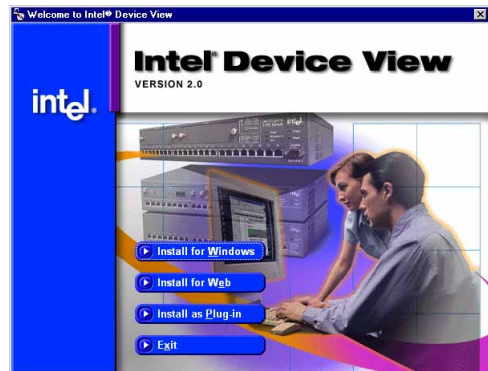 Welcome to Intel® Device View
Intel® Device View
VERSION 2.0
intel.
intel
Install for Windows
Install for Web
Install as Plug-in
Exit